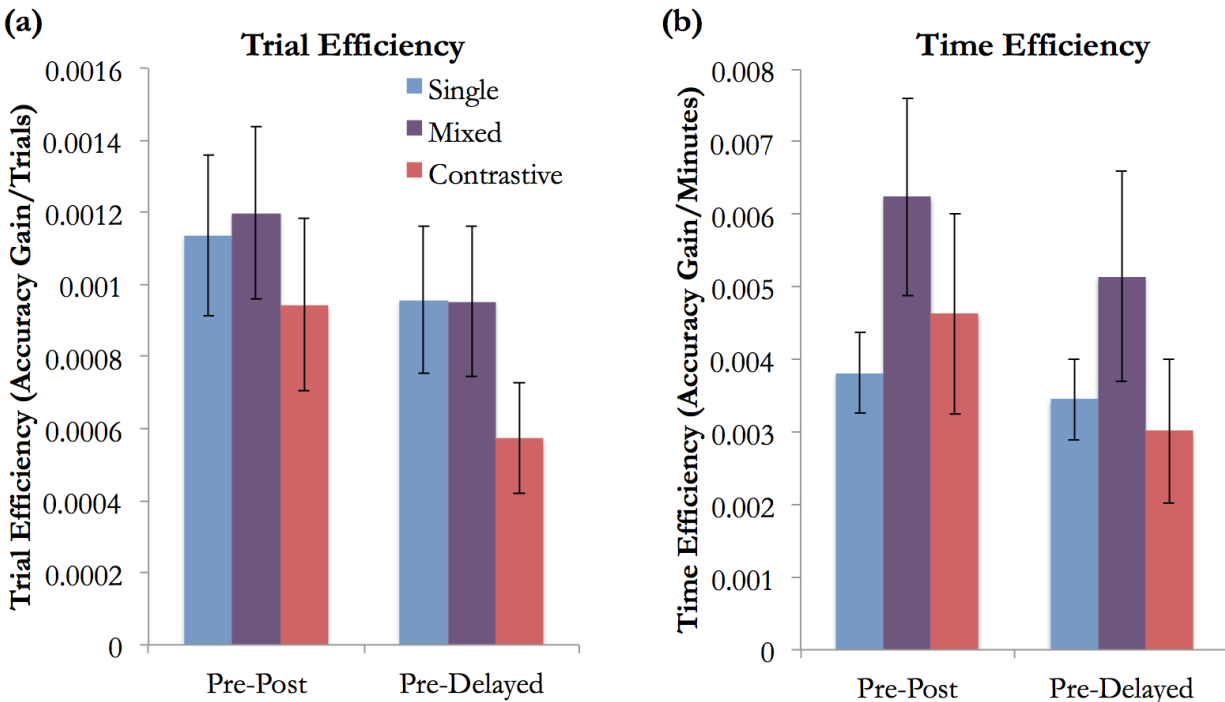 (a)
Trial Efficiency
Trial Efficiency (Accuracy Gain/Trials)
0.0016
0.0014
0.0012
0.001
0.0008
0.0006
0.0004
0.0002
0
Single
Mixed
Contrastive
Pre-Post
Pre-Delayed
(b)
Time Efficiency
Time Efficiency (Accuracy Gain/Minutes)
0.008
0.007
0.006
0.005
0.004
0.003
0.002
0.001
0
Pre-Post
Pre-Delayed